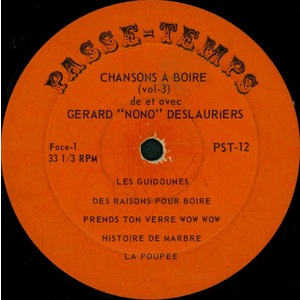 PASSE=TEMPS
CHANSONS A BOIRE
(vol-3)
de et avec
GERARD "NONO" DESLAURIERS
Face-1
33 1/3 RPM
PST-12
LES GUIDOUNES
DES RAISONS POUR BOIRE
PRENDS TON VERRE WOW WOW
HISTOIRE DE MARBRE
LA POUPEE